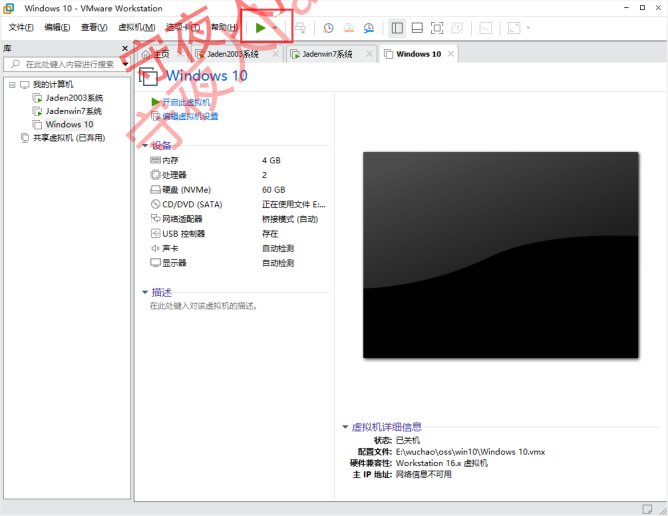 Windows 10 - VMware Workstation
文件(F) 编辑(E) 查看(V) 虚拟机(M) 选项卡(T) 帮助(H)
库
在此处键入内容进行搜索
我的计算机
Jaden2003系统
Jadenwin7系统
Windows 10
共享虚拟机 (已弃用)
主页 Jaden2003系统 Jadenwin7系统 Windows 10
Windows 10
开启此虚拟机
编辑虚拟机设置
设备
内存 4 GB
处理器 2
硬盘 (NVMe) 60 GB
CD/DVD (SATA) 正在使用文件 E:...
网络适配器 桥接模式 (自动)
USB 控制器 存在
声卡 自动检测
显示器 自动检测
描述
在此处键入对该虚拟机的描述。
虚拟机详细信息
状态: 已关机
配置文件: E:\wuchao\oss\win10\Windows 10.vmx
硬件兼容性: Workstation 16.x 虚拟机
主 IP 地址: 网络信息不可用
守夜人
守夜人